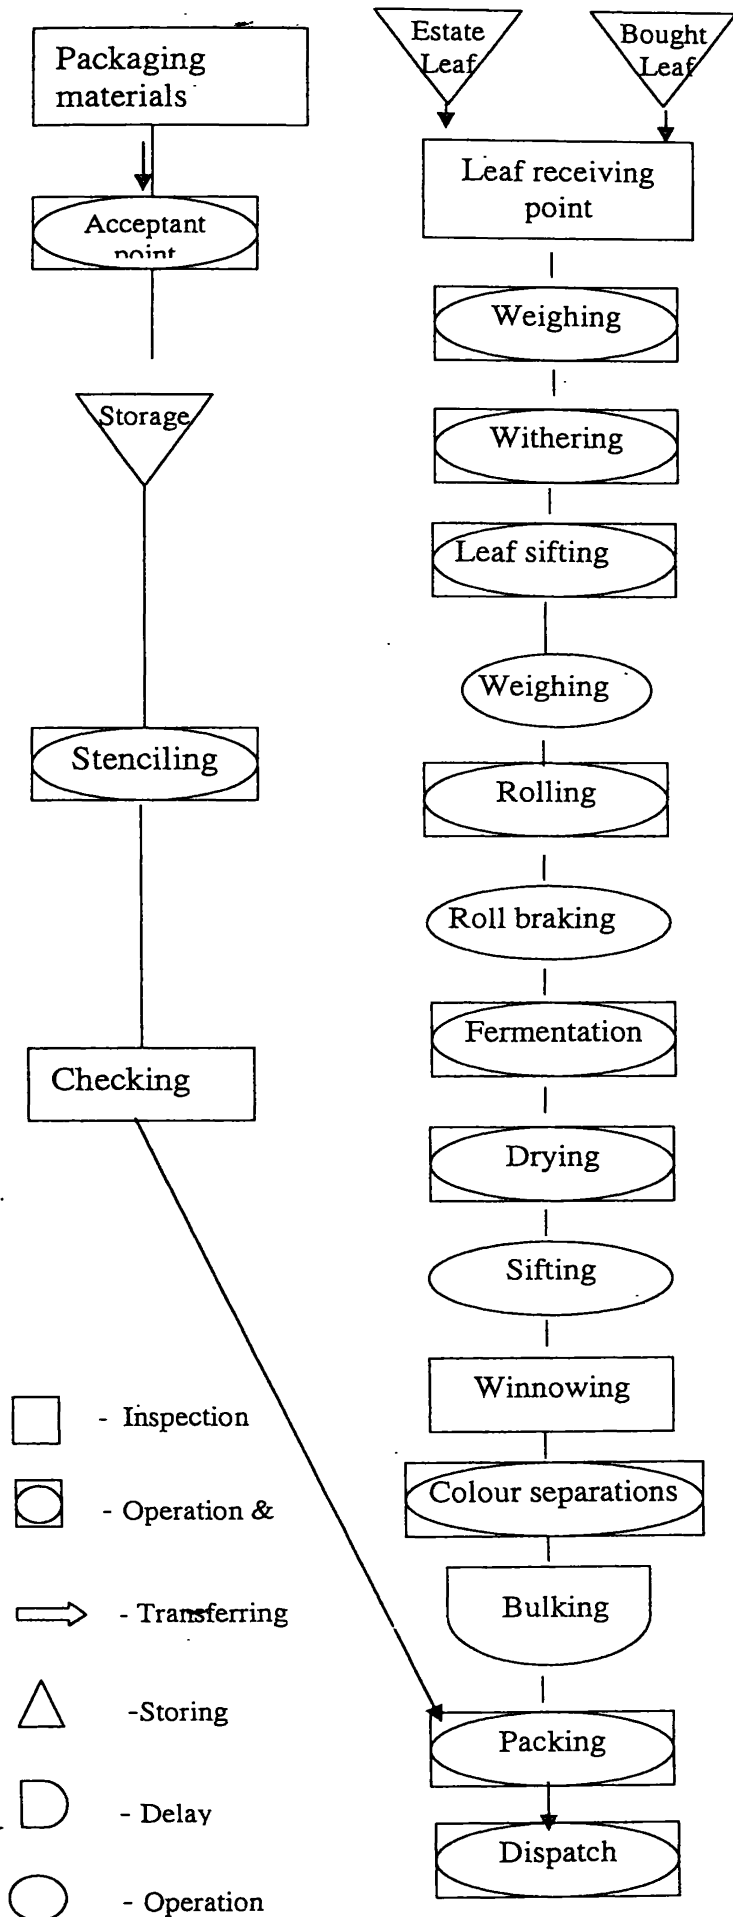 Packaging
materials
Acceptant
point
Storage
Stenciling
Checking
Estate
Leaf
Bought
Leaf
Leaf receiving
point
Weighing
Withering
Leaf sifting
Weighing
Rolling
Roll braking
Fermentation
Drying
Sifting
Winnowing
Colour separations
Bulking
Packing
Dispatch
- Inspection
- Operation &
- Transferring
-Storing
- Delay
- Operation